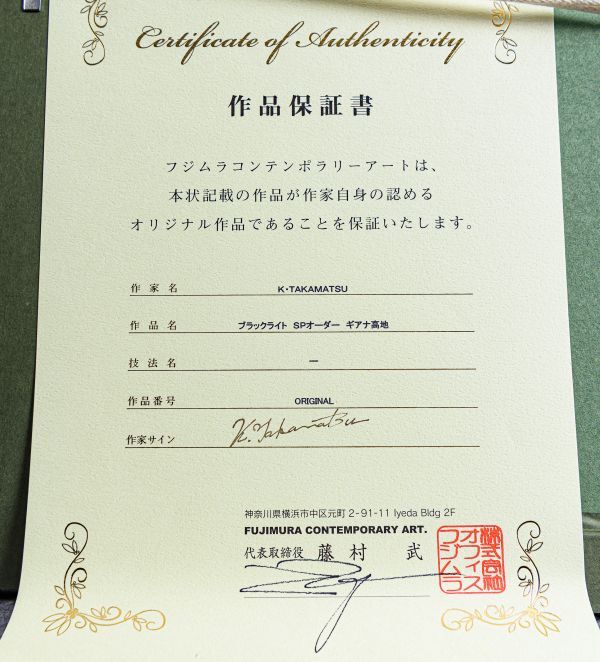 Certificate of Authenticity
作品保証書
フジムラコンテンポラリーアートは、
本状記載の作品が作家自身の認める
オリジナル作品であることを保証いたします。
作家名 K・TAKAMATSU
作品名 ブラックライト SPオーダー ギアナ高地
技法名 ー
作品番号 ORIGINAL
作家サイン K.Takamatsu
神奈川県横浜市中区元町2-91-11 Iyeda Bldg 2F
FUJIMURA CONTEMPORARY ART.
代表取締役 藤村 武
株式会社
オフィス
フジムラ